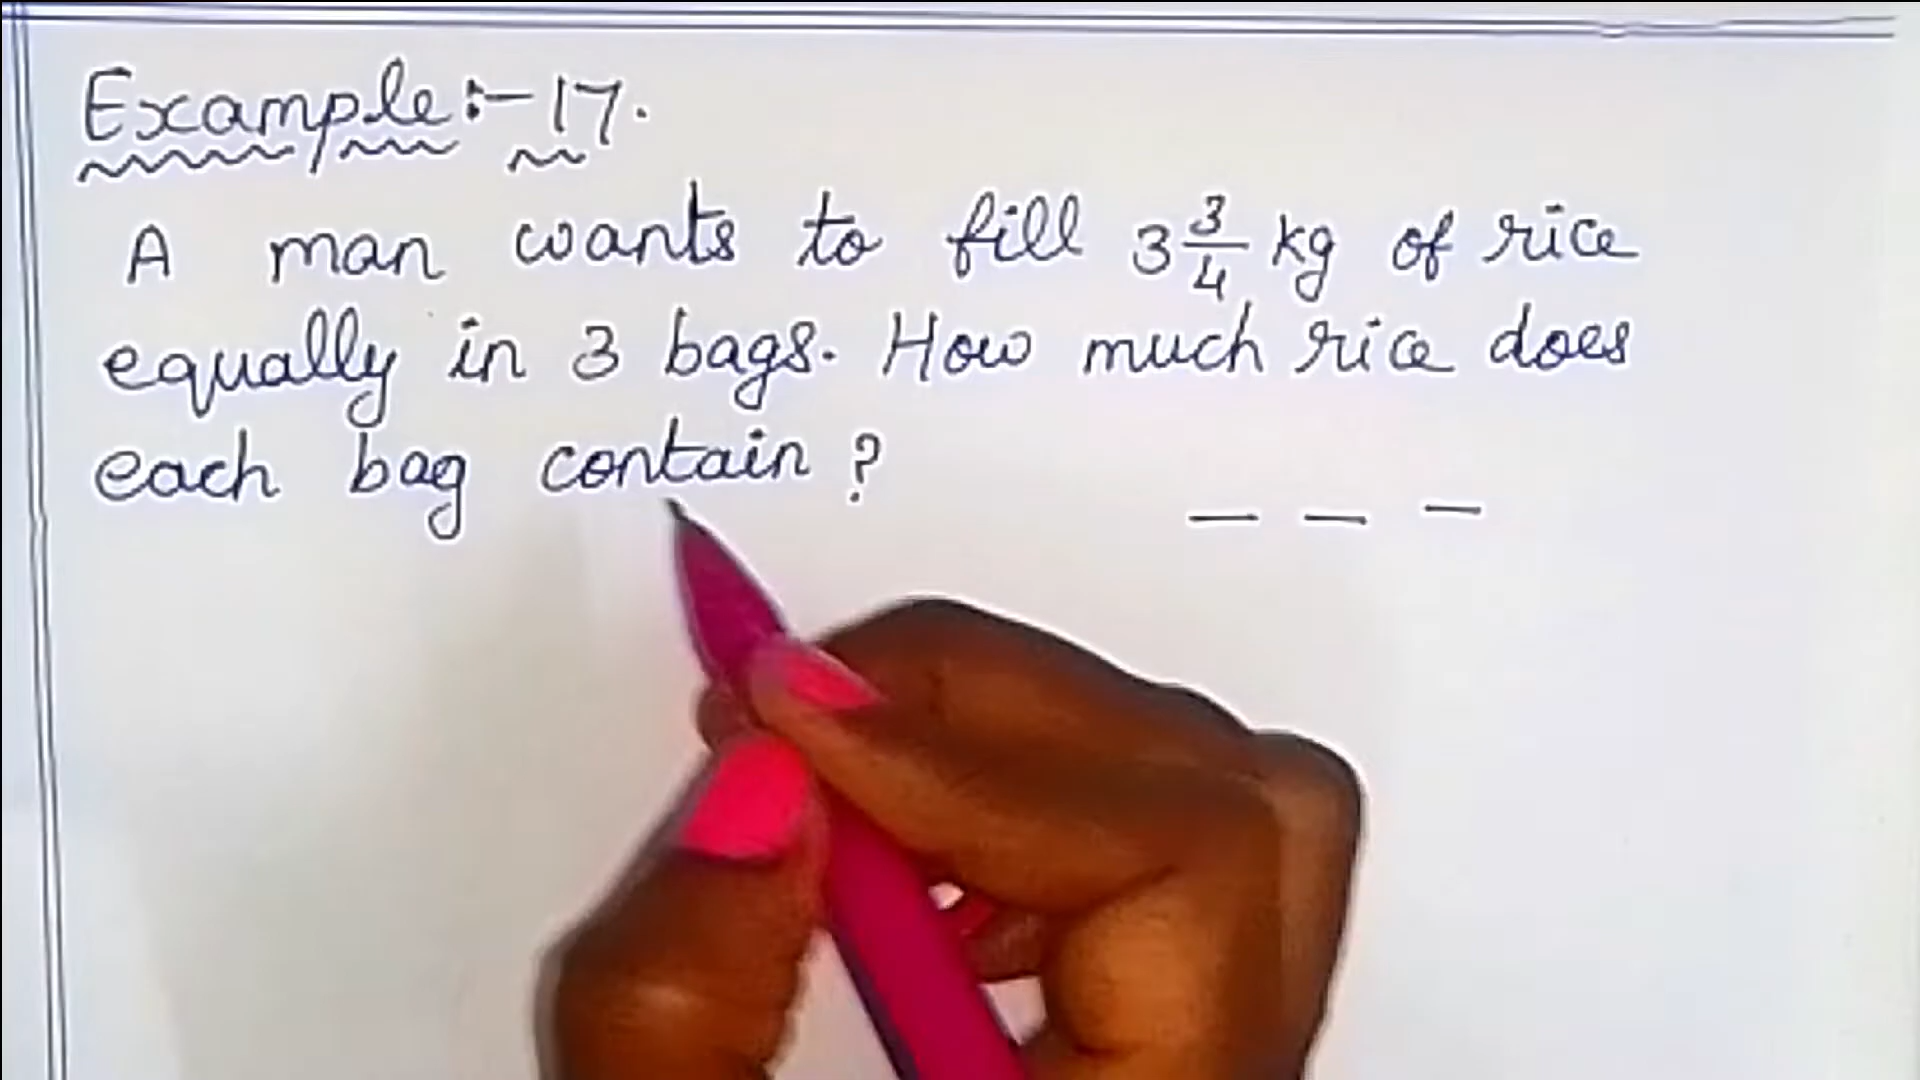 Example:-17.
A man wants to fill 3 3/4 kg of rice
equally in 3 bags. How much rice does
each bag contain?